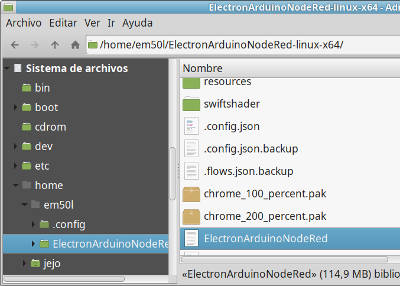 ElectronArduinoNodeRed-linux-x64 - Ad
Archivo Editar Ver Ir Ayuda
/home/em50l/ElectronArduinoNodeRed-linux-x64/
Sistema de archivos
bin
boot
cdrom
dev
etc
home
em50l
.config
ElectronArduinoNodeRe
jejo
Nombre
resources
swiftshader
.config.json
.config.json.backup
.flows.json.backup
chrome_100_percent.pak
chrome_200_percent.pak
ElectronArduinoNodeRed
«ElectronArduinoNodeRed» (114,9 MB) biblio